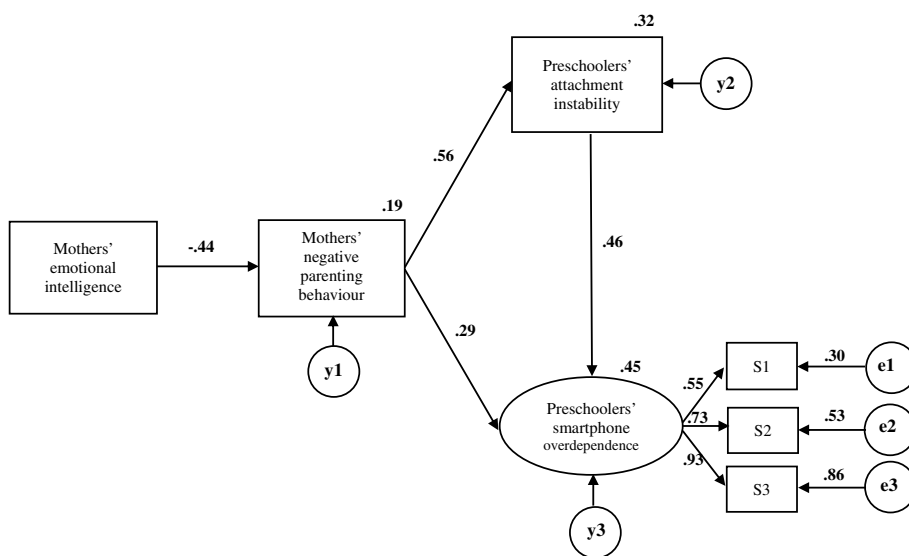 .32
Preschoolers’
attachment
instability
y2
.56
.19
Mothers’
emotional
intelligence
-.44
Mothers’
negative
parenting
behaviour
.46
.29
y1
.45
Preschoolers’
smartphone
overdependence
.55
S1
.30
e1
.73
S2
.53
e2
.93
S3
.86
e3
y3